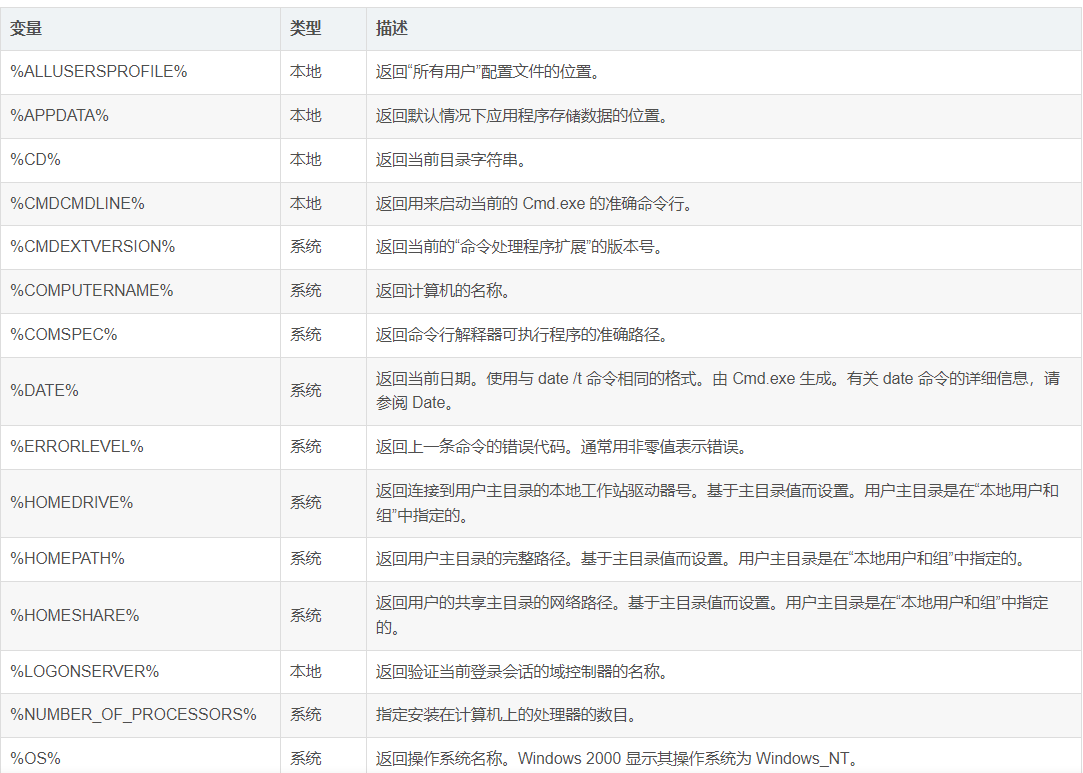 变量 类型 描述
%ALLUSERSPROFILE% 本地 返回“所有用户”配置文件的位置。
%APPDATA% 本地 返回默认情况下应用程序存储数据的位置。
%CD% 本地 返回当前目录字符串。
%CMDCMDLINE% 本地 返回用来启动当前的 Cmd.exe 的准确命令行。
%CMDEXTVERSION% 系统 返回当前的“命令处理程序扩展”的版本号。
%COMPUTERNAME% 系统 返回计算机的名称。
%COMSPEC% 系统 返回命令行解释器可执行程序的准确路径。
%DATE% 系统 返回当前日期。使用与 date /t 命令相同的格式。由 Cmd.exe 生成。有关 date 命令的详细信息，请
参阅 Date。
%ERRORLEVEL% 系统 返回上一条命令的错误代码。通常用非零值表示错误。
%HOMEDRIVE% 系统 返回连接到用户主目录的本地工作站驱动器号。基于主目录值而设置。用户主目录是在“本地用户和
组”中指定的。
%HOMEPATH% 系统 返回用户主目录的完整路径。基于主目录值而设置。用户主目录是在“本地用户和组”中指定的。
%HOMESHARE% 系统 返回用户的共享主目录的网络路径。基于主目录值而设置。用户主目录是在“本地用户和组”中指定
的。
%LOGONSERVER% 本地 返回验证当前登录会话的域控制器的名称。
%NUMBER_OF_PROCESSORS% 系统 指定安装在计算机上的处理器的数目。
%OS% 系统 返回操作系统名称。Windows 2000 显示其操作系统为 Windows_NT。